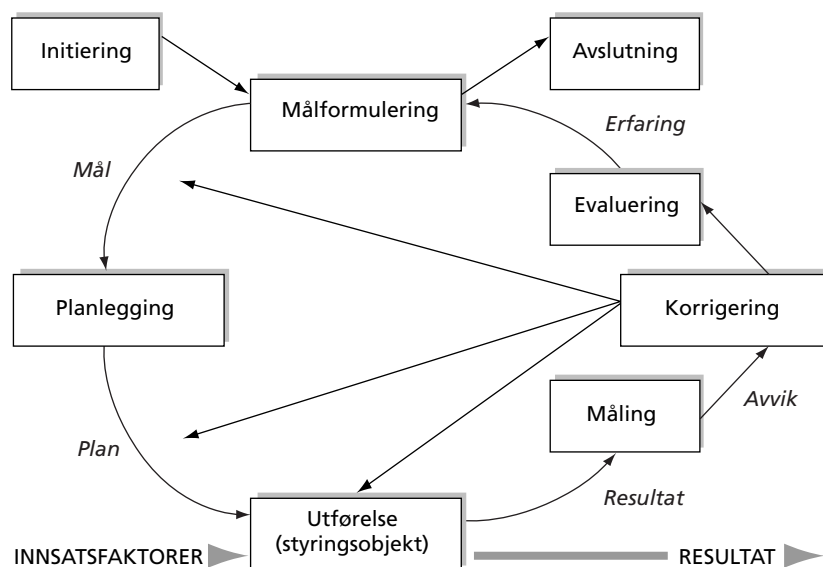 Initiering
Avslutning
Målformulering
Erfaring
Mål
Evaluering
Planlegging
Korrigering
Måling
Avvik
Plan
Resultat
Utførelse
(styringsobjekt)
INNSATSFAKTORER
RESULTAT